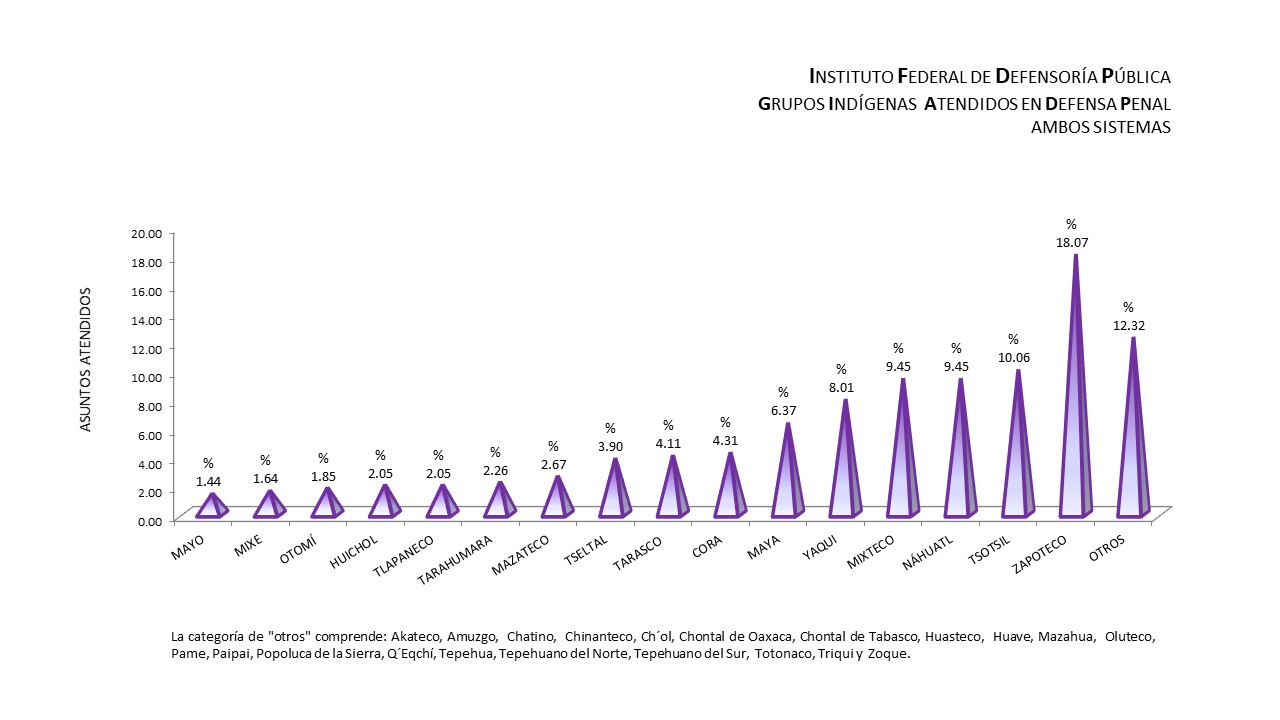 INSTITUTO FEDERAL DE DEFENSORÍA PÚBLICA
GRUPOS INDÍGENAS ATENDIDOS EN DEFENSA PENAL
AMBOS SISTEMAS
ASUNTOS ATENDIDOS
20.00
18.00
16.00
14.00
12.00
10.00
8.00
6.00
4.00
2.00
0.00
%
1.44
%
1.64
%
1.85
%
2.05
%
2.05
%
2.26
%
2.67
%
3.90
%
4.11
%
4.31
%
6.37
%
8.01
%
9.45
%
9.45
%
10.06
%
18.07
%
12.32
MAYO
MIXE
OTOMÍ
HUICHOL
TLAPANECO
TARAHUMARA
MAZATECO
TSELTAL
TARASCO
CORA
MAYA
YAQUI
MIXTECO
NÁHUATL
TSOTSIL
ZAPOTECO
OTROS
La categoría de "otros" comprende: Akateco, Amuzgo, Chatino, Chinanteco, Ch´ol, Chontal de Oaxaca, Chontal de Tabasco, Huasteco, Huave, Mazahua, Oluteco,
Pame, Paipai, Popoluca de la Sierra, Q´Eqchí, Tepehua, Tepehuano del Norte, Tepehuano del Sur, Totonaco, Triqui y Zoque.